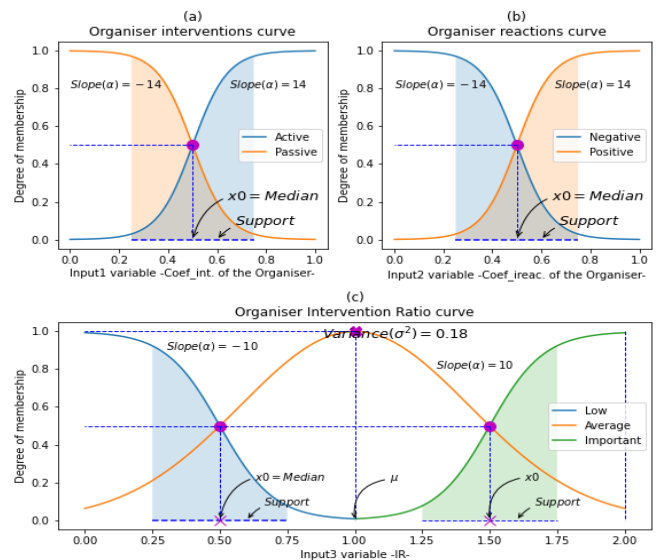 (a)
Organiser interventions curve
1.0
0.8
0.6
0.4
0.2
0.0
Degree of membership
Slope(α) = −14
Slope(α) = 14
Active
Passive
x0 = Median
Support
0.0 0.2 0.4 0.6 0.8 1.0
Input1 variable -Coef_int. of the Organiser-
(b)
Organiser reactions curve
1.0
0.8
0.6
0.4
0.2
0.0
Degree of membership
Slope(α) = −14
Slope(α) = 14
Negative
Positive
x0 = Median
Support
0.0 0.2 0.4 0.6 0.8 1.0
Input2 variable -Coef_ireac. of the Organiser-
(c)
Organiser Intervention Ratio curve
1.0
0.8
0.6
0.4
0.2
0.0
Degree of membership
Variance(σ²) = 0.18
Slope(α) = −10
Slope(α) = 10
Low
Average
Important
x0 = Median
μ
x0
Support
Support
0.00 0.25 0.50 0.75 1.00 1.25 1.50 1.75 2.00
Input3 variable -IR-